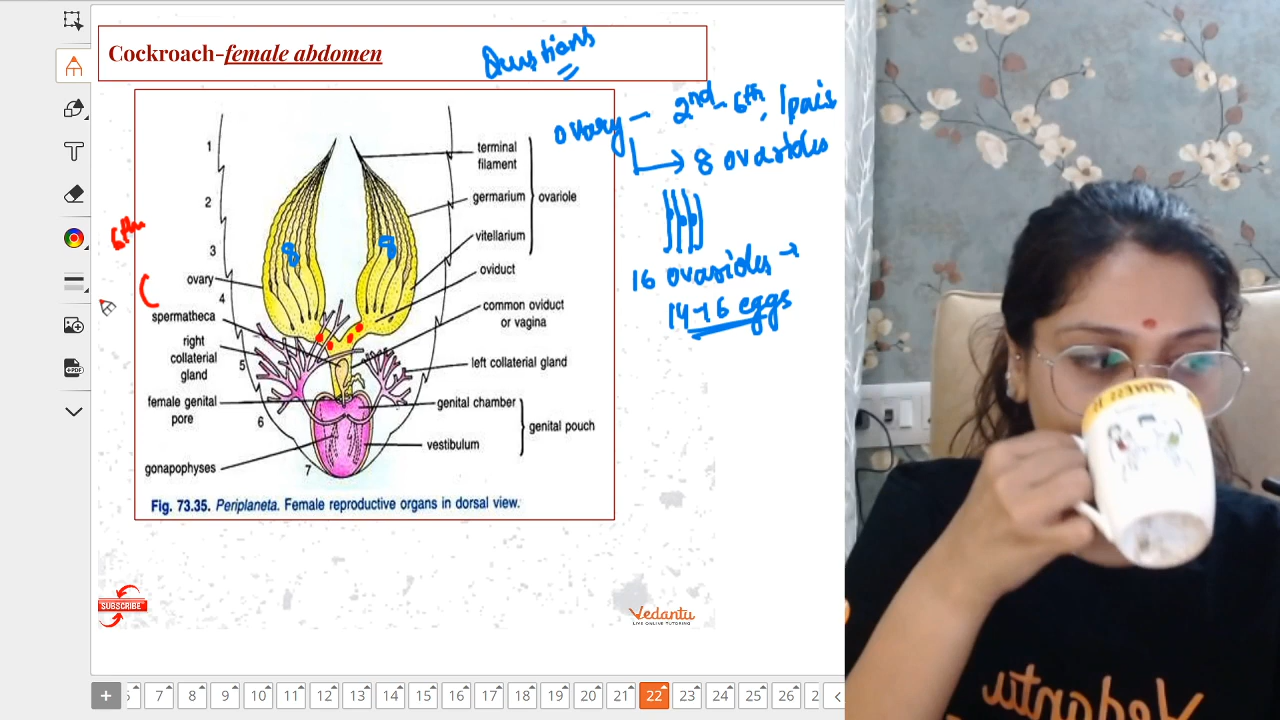 Cockroach-female abdomen
Questions
ovary - 2nd - 6th, 1 pair
8 ovarioles
16 ovarioles →
14-16 eggs
6th
1
2
3
4
5
6
7
8
8
terminal
filament
germarium
ovariole
vitellarium
oviduct
common oviduct
or vagina
left collateral gland
genital chamber
genital pouch
vestibulum
ovary
spermatheca
right
collateral
gland
female genital
pore
gonapophyses
Fig. 73.35. Periplaneta. Female reproductive organs in dorsal view.
SUBSCRIBE
Vedantu
LIVE ONLINE TUTORING
7 8 9 10 11 12 13 14 15 16 17 18 19 20 21 22 23 24 25 26 2
Vedantu